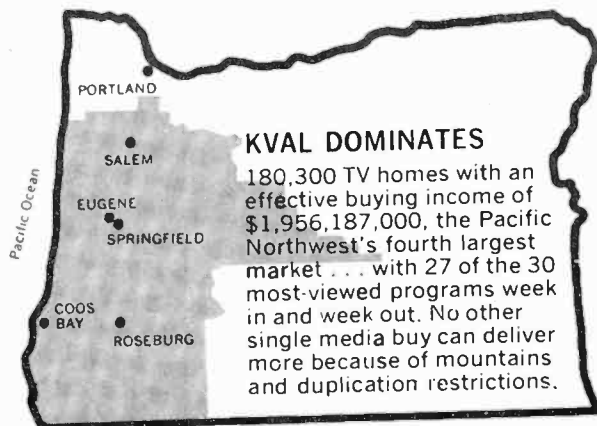 PORTLAND
SALEM
Pacific Ocean
EUGENE
SPRINGFIELD
COOS
BAY
ROSEBURG
KVAL DOMINATES
180,300 TV homes with an
effective buying income of
$1,956,187,000, the Pacific
Northwest's fourth largest
market . . . with 27 of the 30
most-viewed programs week
in and week out. No other
single media buy can deliver
more because of mountains
and duplication restrictions.